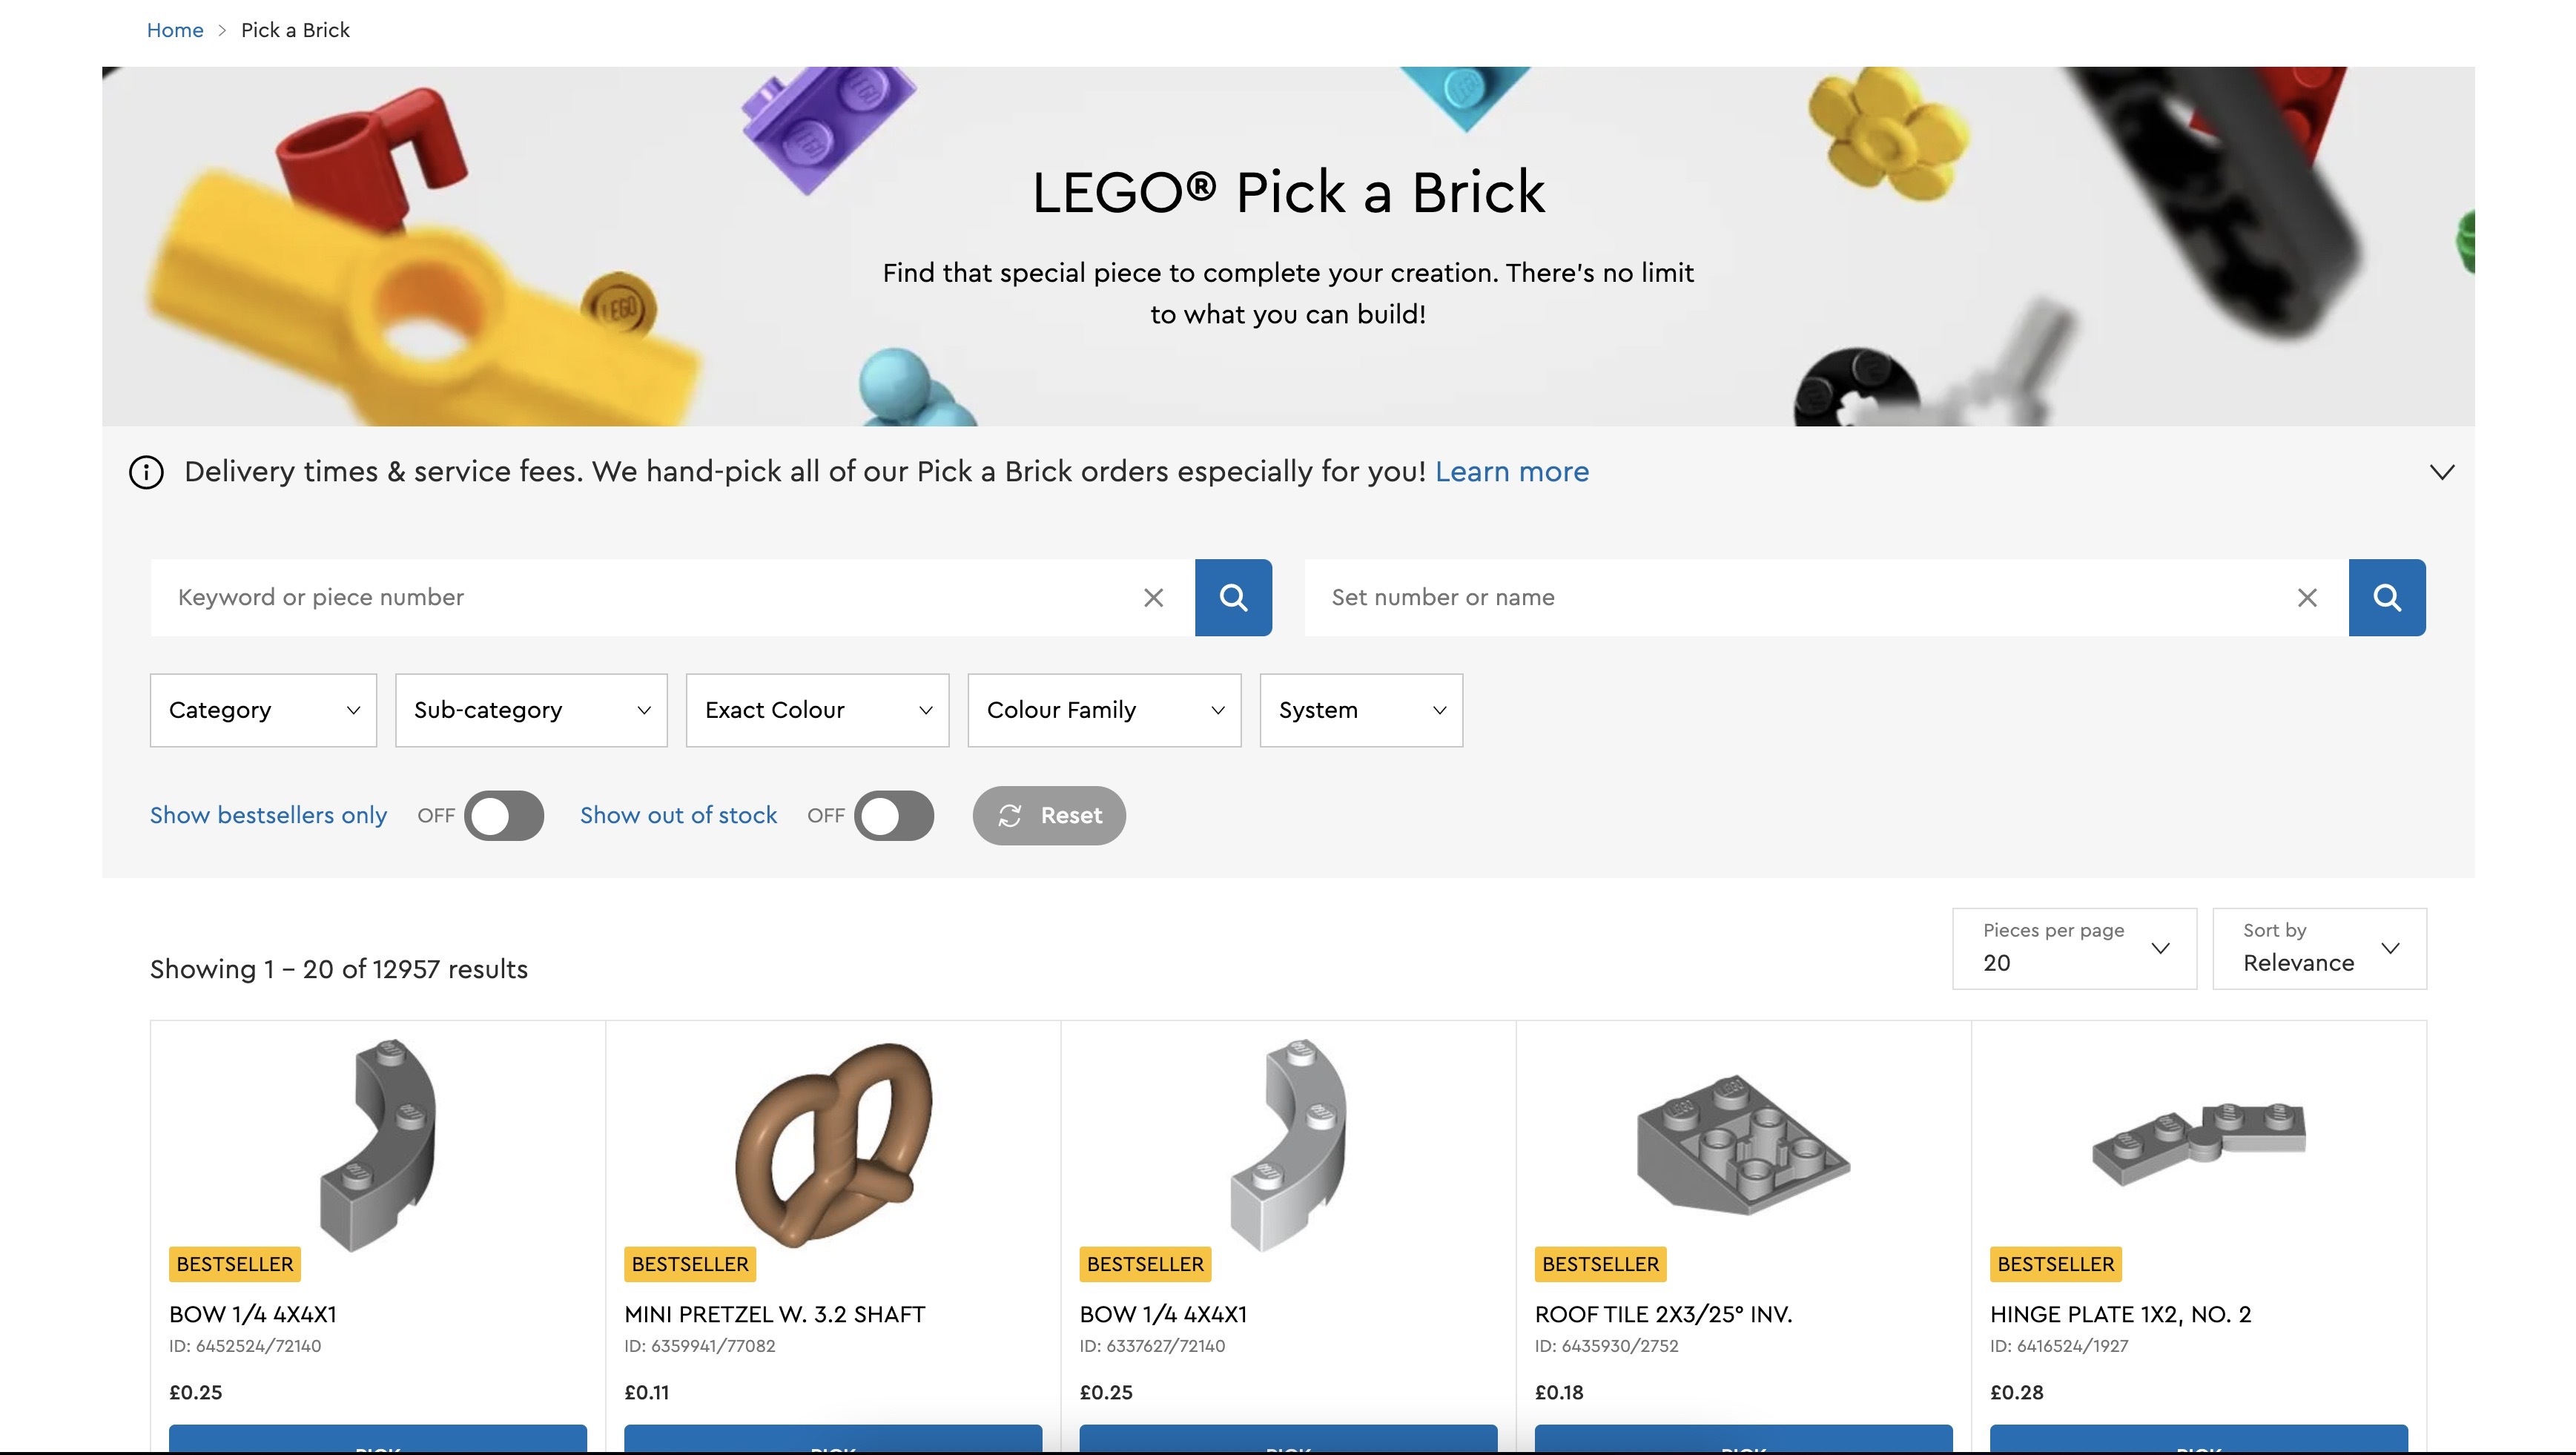 Home > Pick a Brick
LEGO® Pick a Brick
Find that special piece to complete your creation. There's no limit
to what you can build!
LEGO
Delivery times & service fees. We hand-pick all of our Pick a Brick orders especially for you! Learn more
Keyword or piece number
Set number or name
Category
Sub-category
Exact Colour
Colour Family
System
Show bestsellers only OFF
Show out of stock OFF
Reset
Showing 1 – 20 of 12957 results
Pieces per page
20
Sort by
Relevance
BESTSELLER
BOW 1/4 4X4X1
ID: 6452524/72140
£0.25
PICK
BESTSELLER
MINI PRETZEL W. 3.2 SHAFT
ID: 6359941/77082
£0.11
PICK
BESTSELLER
BOW 1/4 4X4X1
ID: 6337627/72140
£0.25
PICK
BESTSELLER
ROOF TILE 2X3/25° INV.
ID: 6435930/2752
£0.18
PICK
BESTSELLER
HINGE PLATE 1X2, NO. 2
ID: 6416524/1927
£0.28
PICK